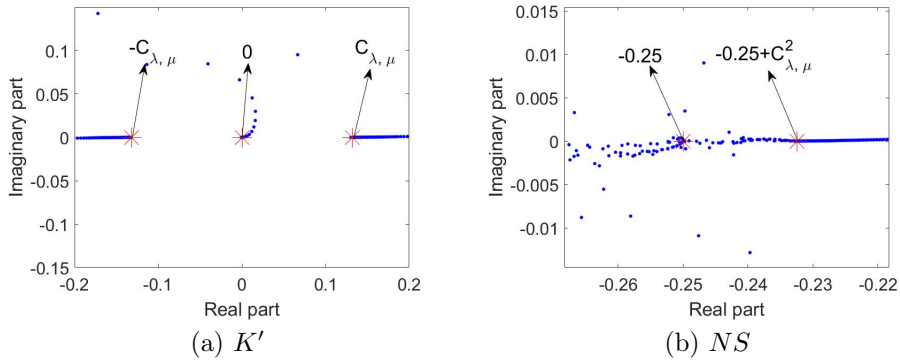 0.1
0.05
0
-0.05
-0.1
-0.15
Imaginary part
-C_{λ, μ}
0
C_{λ, μ}
-0.2
-0.1
0
0.1
0.2
Real part
(a) K′
0.015
0.01
0.005
0
-0.005
-0.01
Imaginary part
-0.25
-0.25+C²_{λ, μ}
-0.26
-0.25
-0.24
-0.23
-0.22
Real part
(b) NS